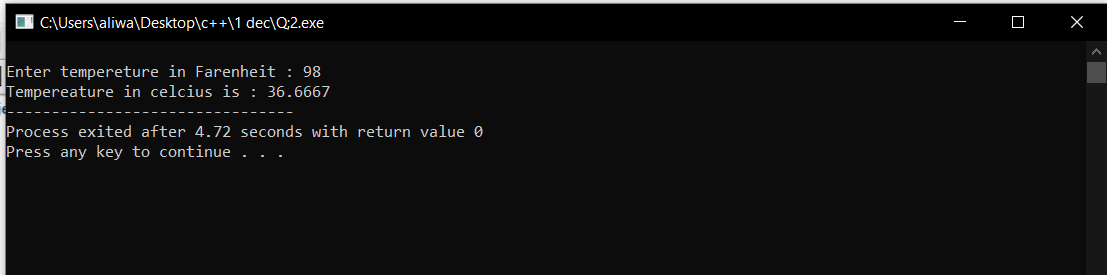 C:\Users\aliwa\Desktop\c++\1 dec\Q;2.exe
Enter tempereture in Farenheit : 98
Tempereature in celcius is : 36.6667
--------------------------------
Process exited after 4.72 seconds with return value 0
Press any key to continue . . .